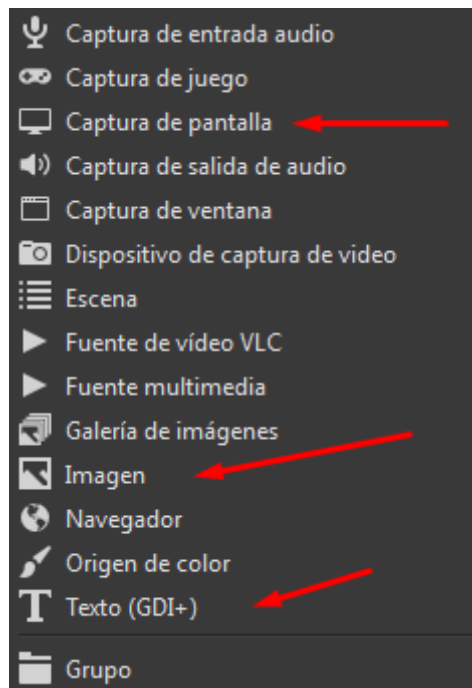 Captura de entrada audio
Captura de juego
Captura de pantalla
Captura de salida de audio
Captura de ventana
Dispositivo de captura de video
Escena
Fuente de vídeo VLC
Fuente multimedia
Galería de imágenes
Imagen
Navegador
Origen de color
Texto (GDI+)
Grupo